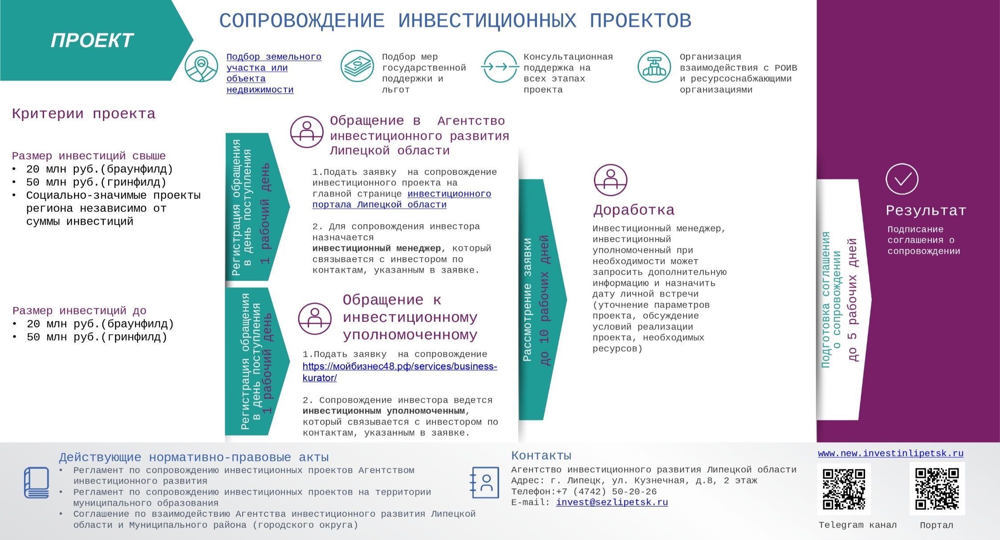 ПРОЕКТ
СОПРОВОЖДЕНИЕ ИНВЕСТИЦИОННЫХ ПРОЕКТОВ
Подбор земельного
участка или
объекта
недвижимости
Подбор мер
государственной
поддержки и
льгот
Консультационная
поддержка на
всех этапах
проекта
Организация
взаимодействия с РОИВ
и ресурсоснабжающими
организациями
Критерии проекта
Размер инвестиций свыше
• 20 млн руб.(браунфилд)
• 50 млн руб.(гринфилд)
• Социально-значимые проекты
региона независимо от
суммы инвестиций
Размер инвестиций до
• 20 млн руб.(браунфилд)
• 50 млн руб.(гринфилд)
Регистрация обращения
в день поступления
1 рабочий день
Обращение в Агентство
инвестиционного развития
Липецкой области
1.Подать заявку на сопровождение
инвестиционного проекта на
главной странице инвестиционного
портала Липецкой области
2. Для сопровождения инвестора
назначается
инвестиционный менеджер, который
связывается с инвестором по
контактам, указанным в заявке.
Регистрация обращения
в день поступления
1 рабочий день
Обращение к
инвестиционному
уполномоченному
1.Подать заявку на сопровождение
https://мойбизнес48.рф/services/business-
kurator/
2. Сопровождение инвестора ведется
инвестиционным уполномоченным,
который связывается с инвестором по
контактам, указанным в заявке.
Рассмотрение заявки
до 10 рабочих дней
Доработка
Инвестиционный менеджер,
инвестиционный
уполномоченный при
необходимости может
запросить дополнительную
информацию и назначить
дату личной встречи
(уточнение параметров
проекта, обсуждение
условий реализации
проекта, необходимых
ресурсов)
Подготовка соглашения
о сопровождении
до 5 рабочих дней
Результат
Подписание
соглашения о
сопровождении
Действующие нормативно-правовые акты
• Регламент по сопровождению инвестиционных проектов Агентством
инвестиционного развития
• Регламент по сопровождению инвестиционных проектов на территории
муниципального образования
• Соглашение по взаимодействию Агентства инвестиционного развития Липецкой
области и Муниципального района (городского округа)
Контакты
Агентство инвестиционного развития Липецкой области
Адрес: г. Липецк, ул. Кузнечная, д.8, 2 этаж
Телефон:+7 (4742) 50-20-26
E-mail: invest@sezlipetsk.ru
www.new.investinlipetsk.ru
Telegram канал
Портал